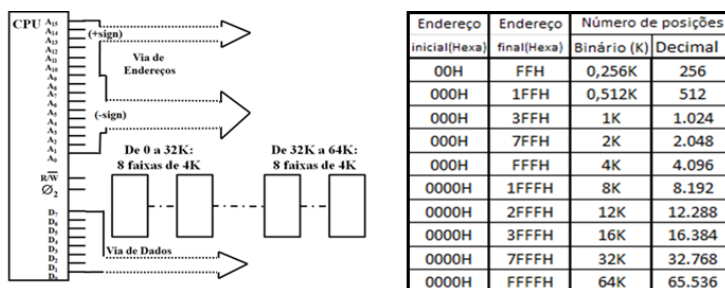 CPU
A15
A14
A13
A12
A11
A10
A9
A8
A7
A6
A5
A4
A3
A2
A1
A0
R/W
Ø2
D7
D6
D5
D4
D3
D2
D1
D0
(+sign)
Via de
Endereços
(-sign)
De 0 a 32K:
8 faixas de 4K
De 32K a 64K:
8 faixas de 4K
Via de Dados
Endereço Endereço Número de posições
inicial(Hexa) final(Hexa) Binário (K) Decimal
00H FFH 0,256K 256
000H 1FFH 0,512K 512
000H 3FFH 1K 1.024
000H 7FFH 2K 2.048
000H FFFH 4K 4.096
0000H 1FFFH 8K 8.192
0000H 2FFFH 12K 12.288
0000H 3FFFH 16K 16.384
0000H 7FFFH 32K 32.768
0000H FFFFH 64K 65.536